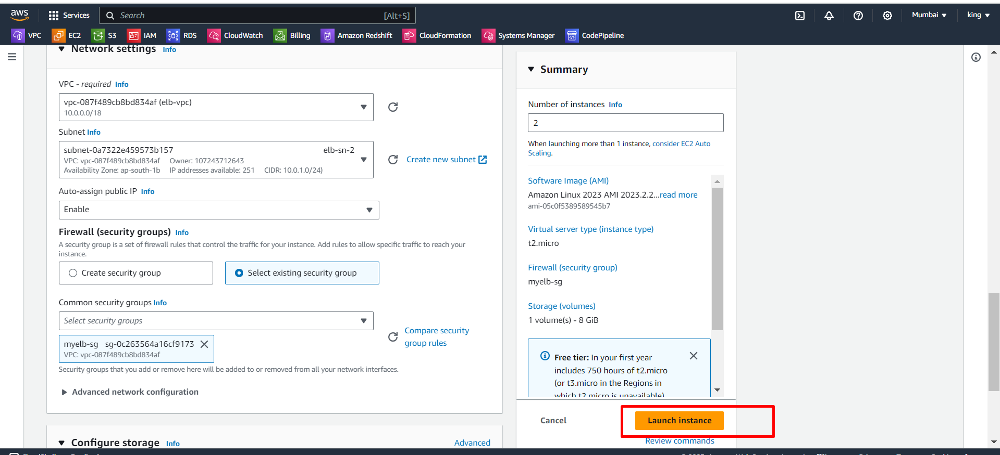 aws
Services
Search [Alt+S]
Mumbai
king
VPC EC2 S3 IAM RDS CloudWatch Billing Amazon Redshift CloudFormation Systems Manager CodePipeline
Network settings Info
VPC - required Info
vpc-087f489cb8bd834af (elb-vpc)
10.0.0.0/18
Subnet Info
subnet-0a7322e459573b157 elb-sn-2
VPC: vpc-087f489cb8bd834af Owner: 107243712643
Availability Zone: ap-south-1b IP addresses available: 251 CIDR: 10.0.1.0/24)
Create new subnet
Auto-assign public IP Info
Enable
Firewall (security groups) Info
A security group is a set of firewall rules that control the traffic for your instance. Add rules to allow specific traffic to reach your
instance.
Create security group
Select existing security group
Common security groups Info
Select security groups
Compare security
group rules
myelb-sg sg-0c263564a16cf9173
VPC: vpc-087f489cb8bd834af
Security groups that you add or remove here will be added to or removed from all your network interfaces.
Advanced network configuration
Configure storage Info
Advanced
Summary
Number of instances Info
2
When launching more than 1 instance, consider EC2 Auto
Scaling.
Software Image (AMI)
Amazon Linux 2023 AMI 2023.2.2...read more
ami-05c0f5389589545b7
Virtual server type (instance type)
t2.micro
Firewall (security group)
myelb-sg
Storage (volumes)
1 volume(s) - 8 GiB
Free tier: In your first year
includes 750 hours of t2.micro
(or t3.micro in the Regions in
which t2.micro is unavailable)
Cancel
Launch instance
Review commands